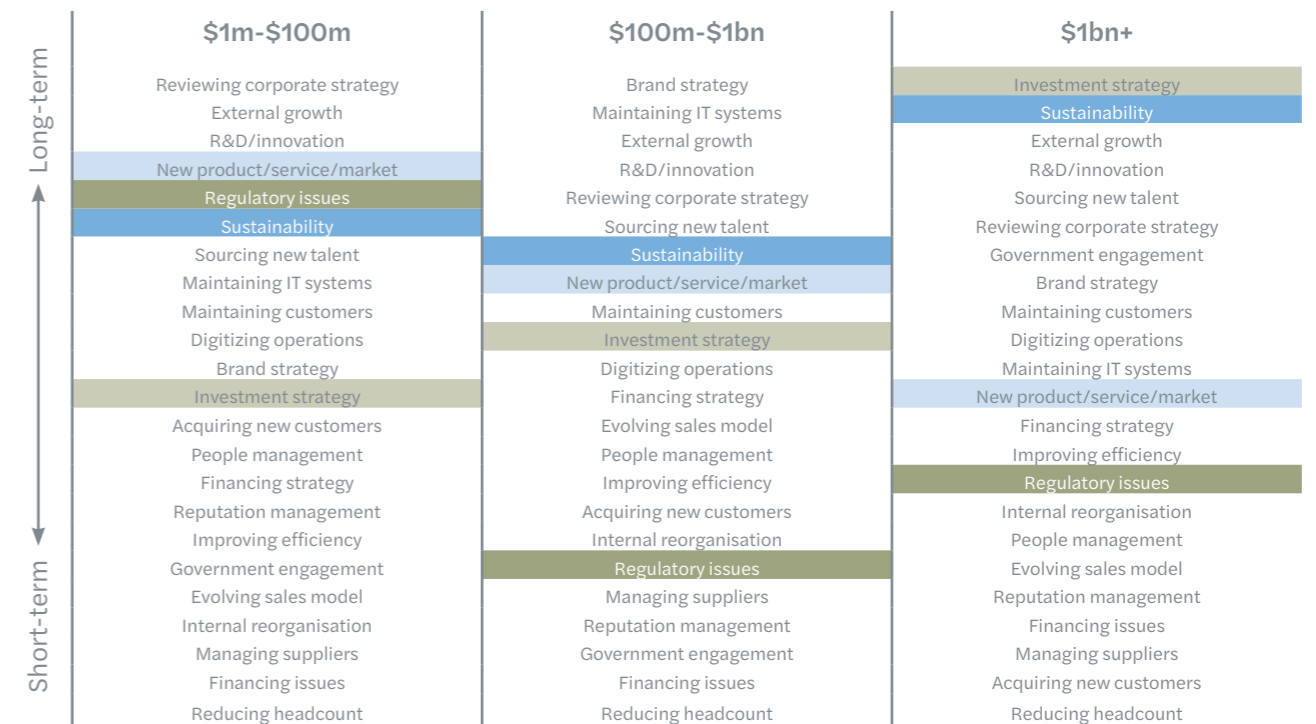 $1m-$100m
$100m-$1bn
$1bn+
Long-term
Short-term
Reviewing corporate strategy
External growth
R&D/innovation
New product/service/market
Regulatory issues
Sustainability
Sourcing new talent
Maintaining IT systems
Maintaining customers
Digitizing operations
Brand strategy
Investment strategy
Acquiring new customers
People management
Financing strategy
Reputation management
Improving efficiency
Government engagement
Evolving sales model
Internal reorganisation
Managing suppliers
Financing issues
Reducing headcount
Brand strategy
Maintaining IT systems
External growth
R&D/innovation
Reviewing corporate strategy
Sourcing new talent
Sustainability
New product/service/market
Maintaining customers
Investment strategy
Digitizing operations
Financing strategy
Evolving sales model
People management
Improving efficiency
Acquiring new customers
Internal reorganisation
Regulatory issues
Managing suppliers
Reputation management
Government engagement
Financing issues
Reducing headcount
Investment strategy
Sustainability
External growth
R&D/innovation
Sourcing new talent
Reviewing corporate strategy
Government engagement
Brand strategy
Maintaining customers
Digitizing operations
Maintaining IT systems
New product/service/market
Financing strategy
Improving efficiency
Regulatory issues
Internal reorganisation
People management
Evolving sales model
Reputation management
Financing issues
Managing suppliers
Acquiring new customers
Reducing headcount